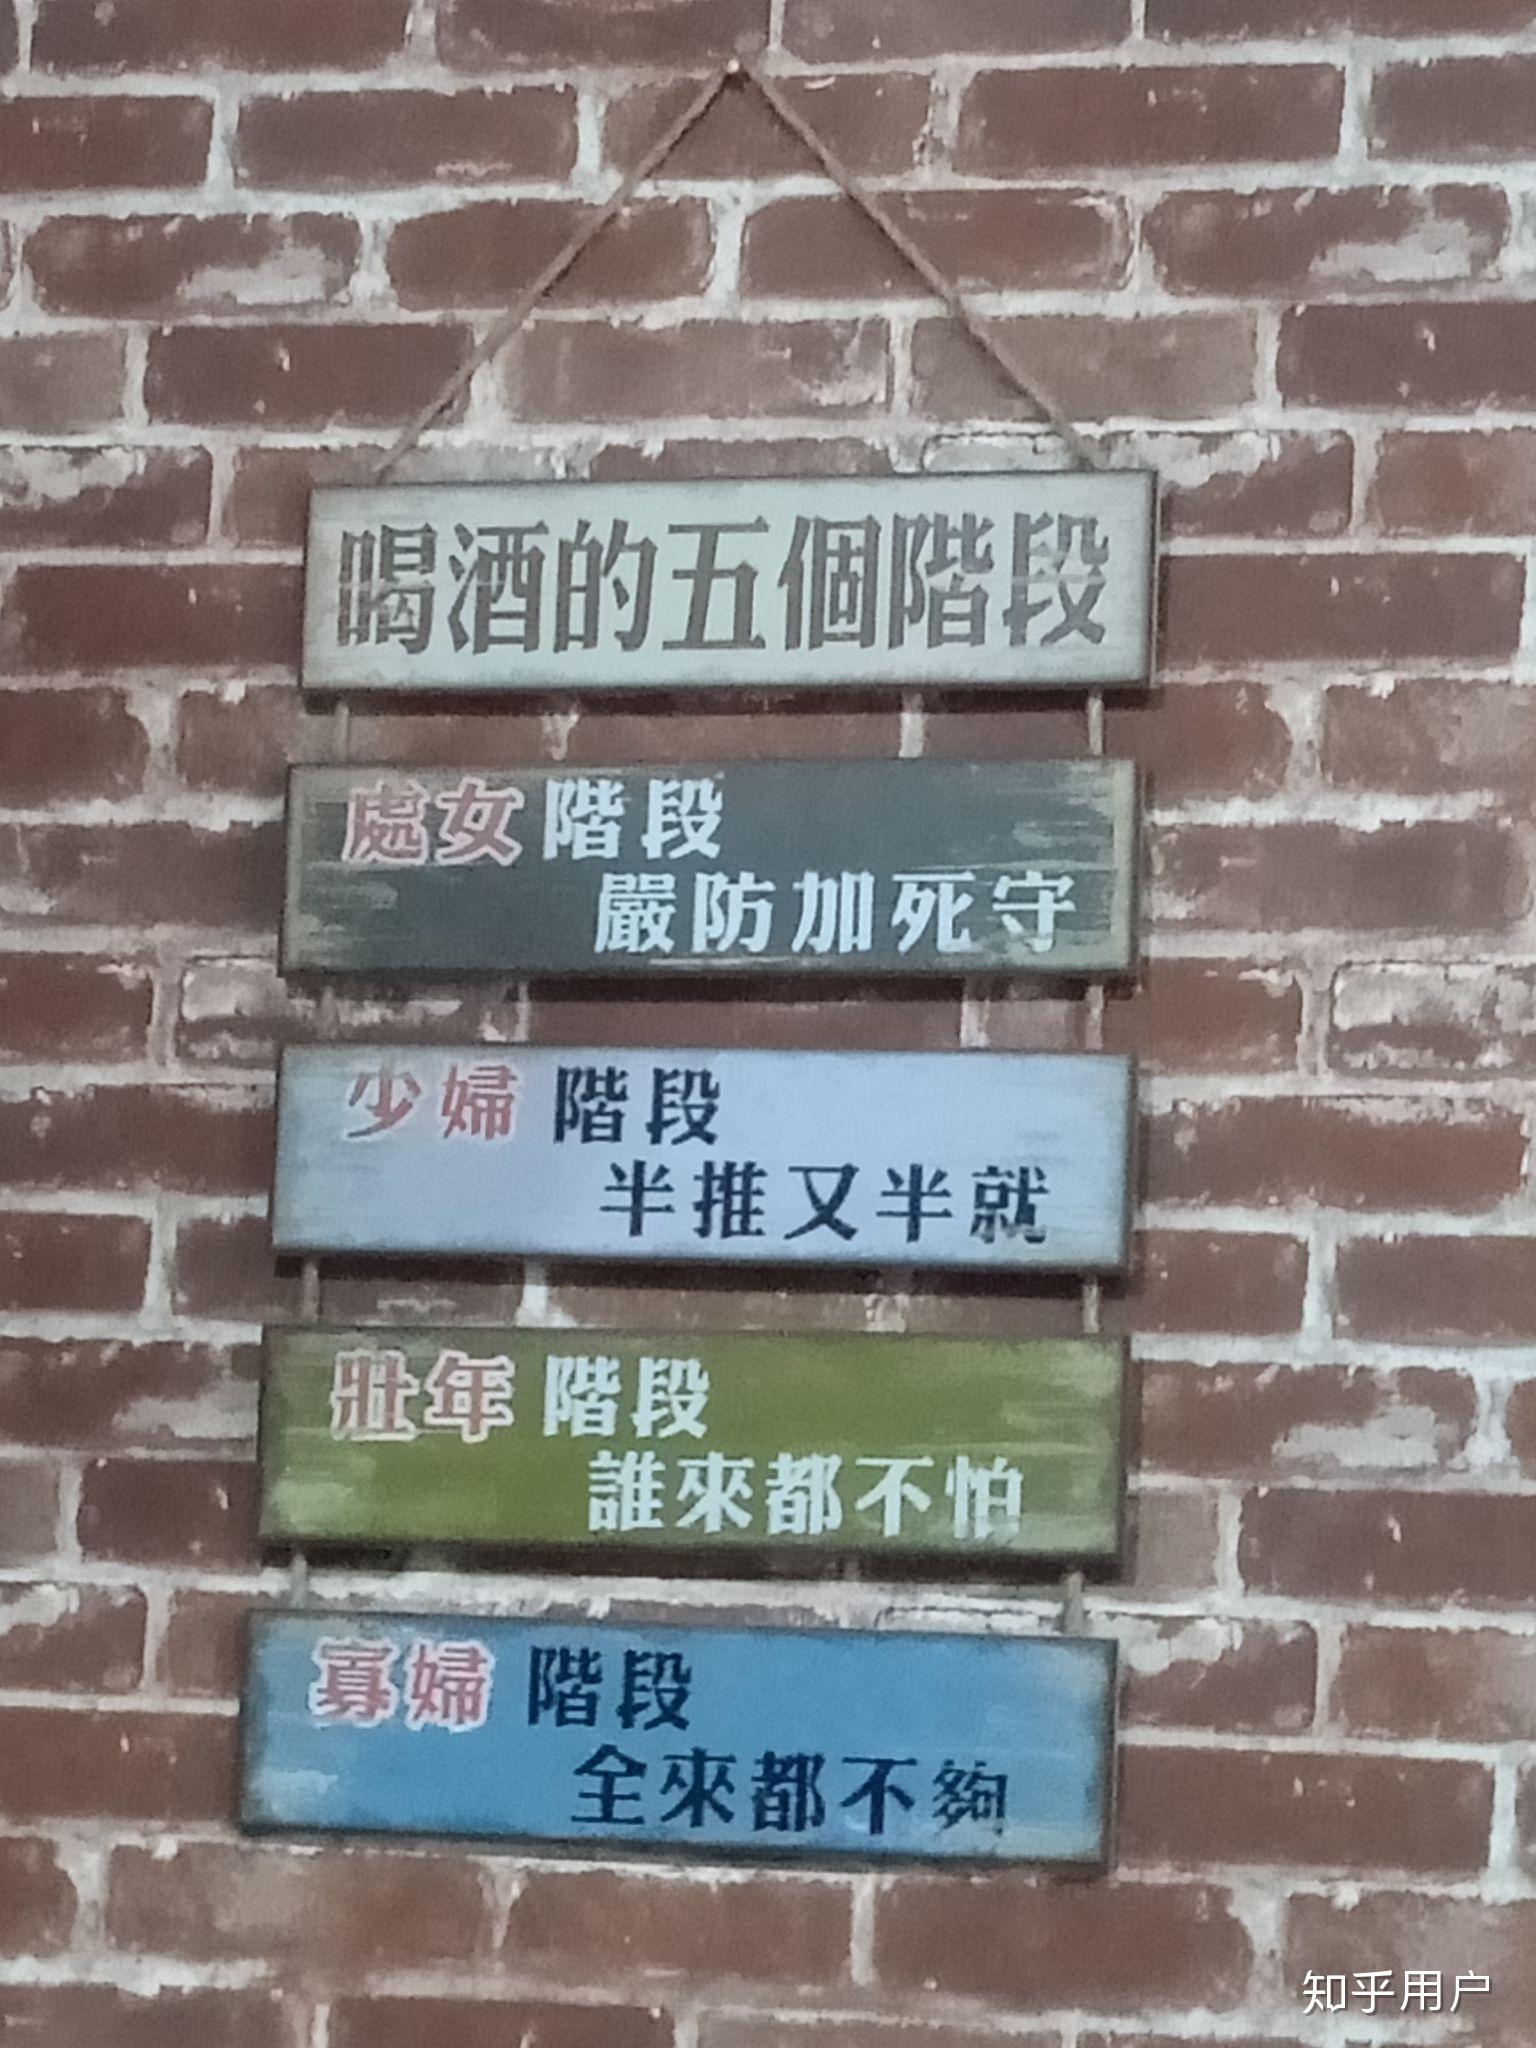 喝酒的五個階段
處女階段
嚴防加死守
少婦階段
半推又半就
壯年階段
誰來都不怕
寡婦階段
全來都不夠
知乎用户